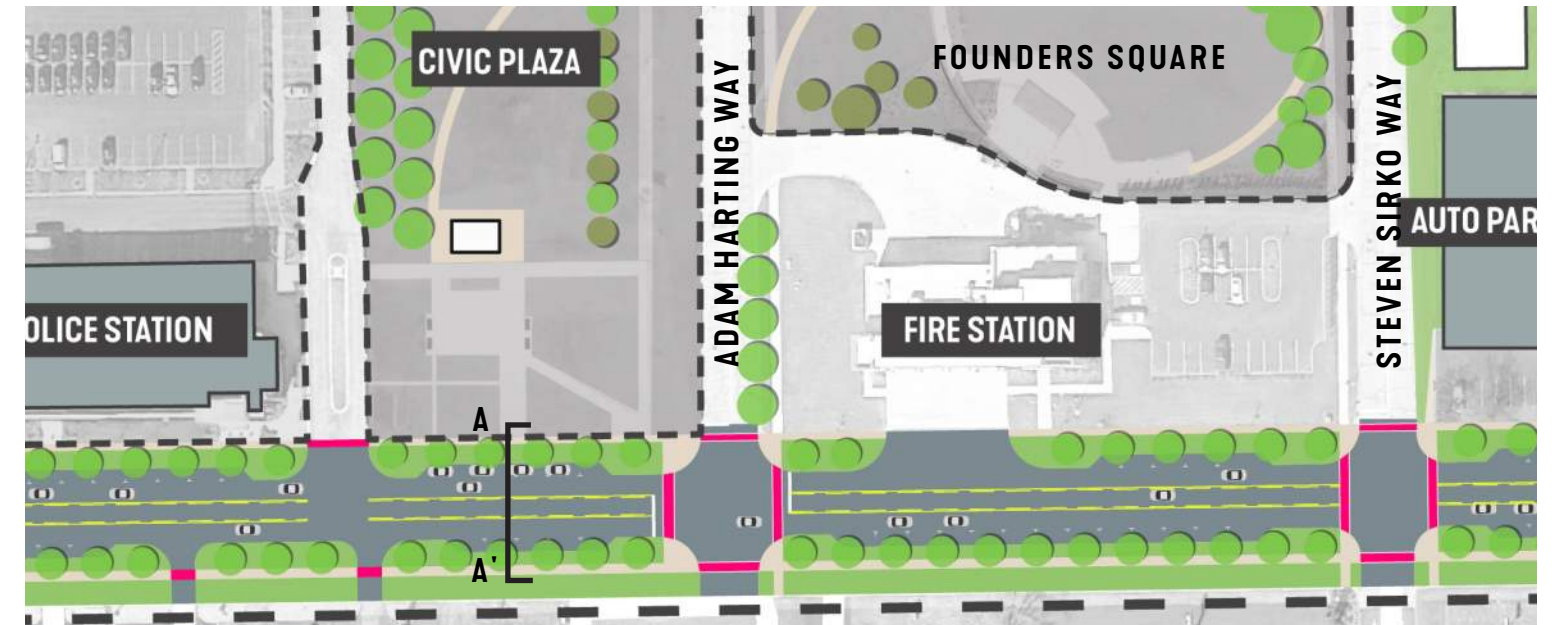 CIVIC PLAZA
FOUNDERS SQUARE
ADAM HARTING WAY
STEVEN SIRKO WAY
AUTO PAR
OLICE STATION
FIRE STATION
A
A'